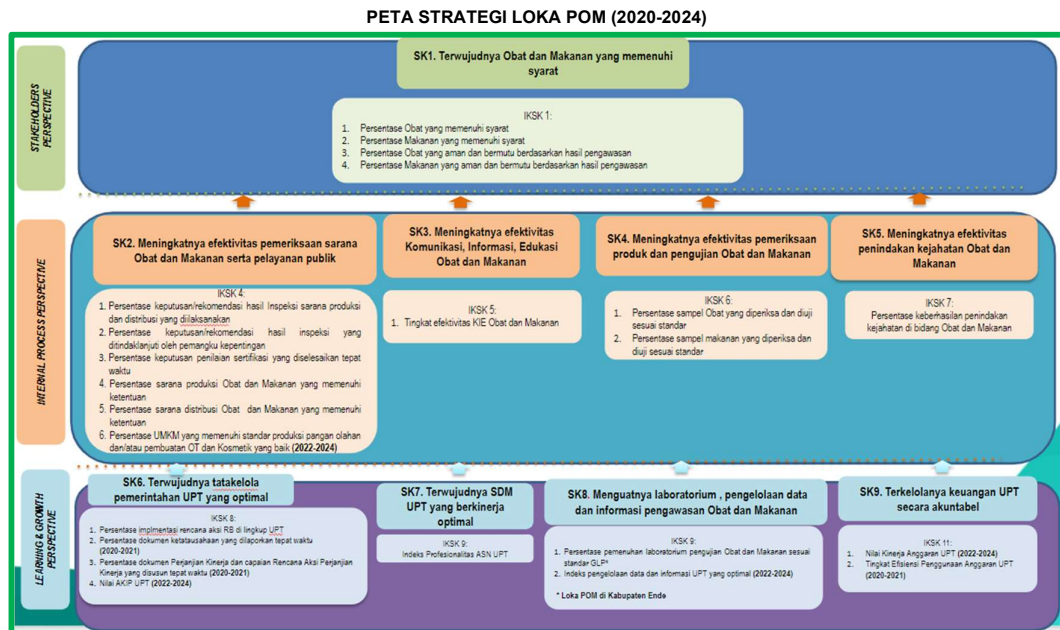 PETA STRATEGI LOKA POM (2020-2024)
STAKEHOLDERS
PERSPECTIVE
SK1. Terwujudnya Obat dan Makanan yang memenuhi
syarat
IKSK 1:
1. Persentase Obat yang memenuhi syarat
2. Persentase Makanan yang memenuhi syarat
3. Persentase Obat yang aman dan bermutu berdasarkan hasil pengawasan
4. Persentase Makanan yang aman dan bermutu berdasarkan hasil pengawasan
INTERNAL PROCESS PERSPECTIVE
SK2. Meningkatnya efektivitas pemeriksaan sarana
Obat dan Makanan serta pelayanan publik
IKSK 4:
1. Persentase keputusan/rekomendasi hasil Inspeksi sarana produksi
dan distribusi yang diilaksanakan
2. Persentase keputusan/rekomendasi hasil inspeksi yang
ditindaklanjuti oleh pemangku kepentingan
3. Persentase keputusan penilaian sertifikasi yang diselesaikan tepat
waktu
4. Persentase sarana produksi Obat dan Makanan yang memenuhi
ketentuan
5. Persentase sarana distribusi Obat dan Makanan yang memenuhi
ketentuan
6. Persentase UMKM yang memenuhi standar produksi pangan olahan
dan/atau pembuatan OT dan Kosmetik yang baik (2022-2024)
SK3. Meningkatnya efektivitas
Komunikasi, Informasi, Edukasi
Obat dan Makanan
IKSK 5:
1. Tingkat efektivitas KIE Obat dan Makanan
SK4. Meningkatnya efektivitas pemeriksaan
produk dan pengujian Obat dan Makanan
IKSK 6:
1. Persentase sampel Obat yang diperiksa dan diuji
sesuai standar
2. Persentase sampel makanan yang diperiksa dan
diuji sesuai standar
SK5. Meningkatnya efektivitas
penindakan kejahatan Obat dan
Makanan
IKSK 7:
Persentase keberhasilan penindakan
kejahatan di bidang Obat dan Makanan
LEARNING & GROWTH
PERSPECTIVE
SK6. Terwujudnya tatakelola
pemerintahan UPT yang optimal
IKSK 8:
1. Persentase implmentasi rencana aksi RB di lingkup UPT
2. Persentase dokumen ketatausahaan yang dilaporkan tepat waktu
(2020-2021)
3. Persentase dokumen Perjanjian Kinerja dan capaian Rencana Aksi Perjanjian
Kinerja yang disusun tepat waktu (2020-2021)
4. Nilai AKIP UPT (2022-2024)
SK7. Terwujudnya SDM
UPT yang berkinerja
optimal
IKSK 9:
Indeks Profesionalitas ASN UPT
SK8. Menguatnya laboratorium , pengelolaan data
dan informasi pengawasan Obat dan Makanan
IKSK 9:
1. Persentase pemenuhan laboratorium pengujian Obat dan Makanan sesuai
standar GLP*
2. Indeks pengelolaan data dan informasi UPT yang optimal (2022-2024)
* Loka POM di Kabupaten Ende
SK9. Terkelolanya keuangan UPT
secara akuntabel
IKSK 11:
1. Nilai Kinerja Anggaran UPT (2022-2024)
2. Tingkat Efisiensi Penggunaan Anggaran UPT
(2020-2021)